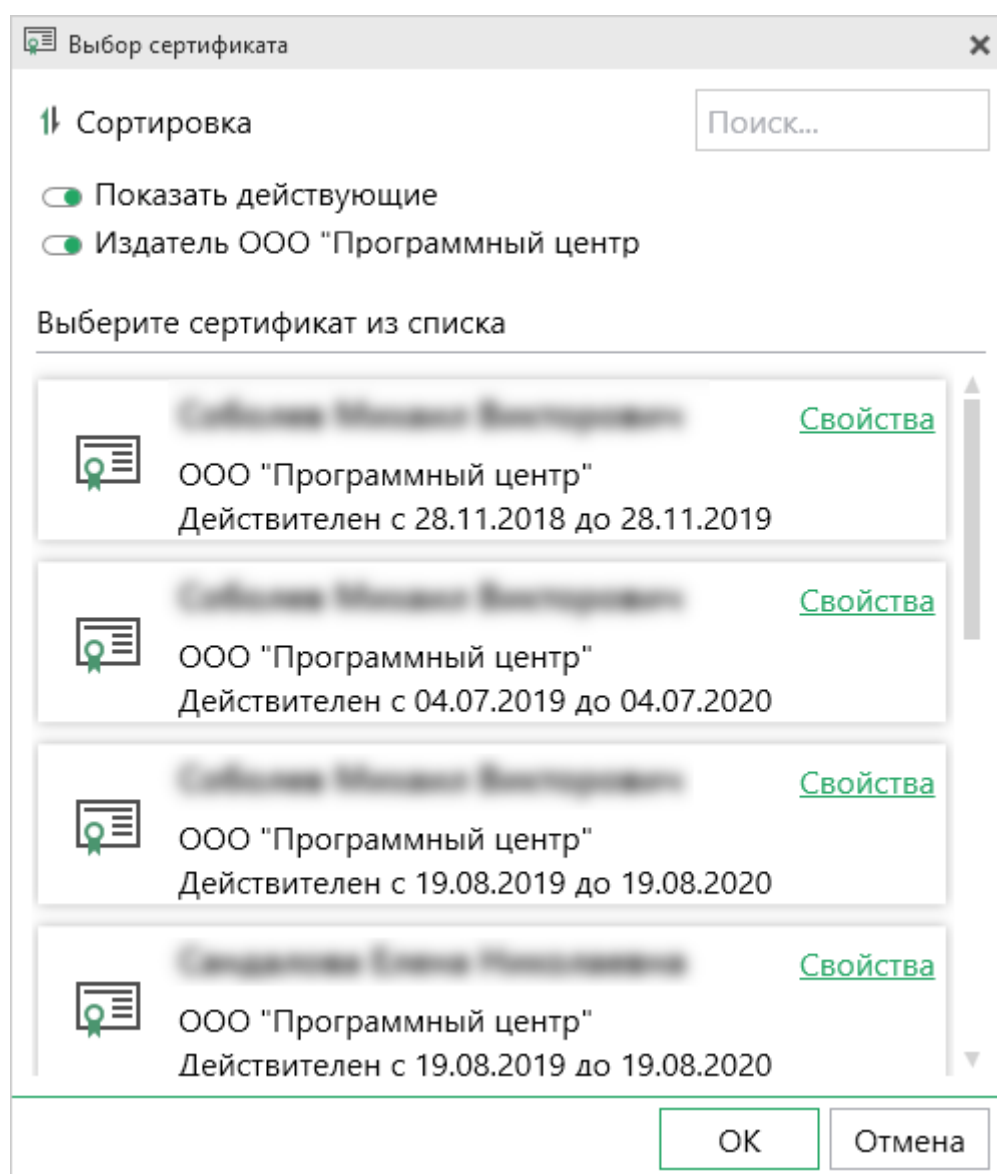 Выбор сертификата
Сортировка
Поиск...
Показать действующие
Издатель ООО "Программный центр
Выберите сертификат из списка
Свойства
ООО "Программный центр"
Действителен с 28.11.2018 до 28.11.2019
Свойства
ООО "Программный центр"
Действителен с 04.07.2019 до 04.07.2020
Свойства
ООО "Программный центр"
Действителен с 19.08.2019 до 19.08.2020
Свойства
ООО "Программный центр"
Действителен с 19.08.2019 до 19.08.2020
ОК
Отмена